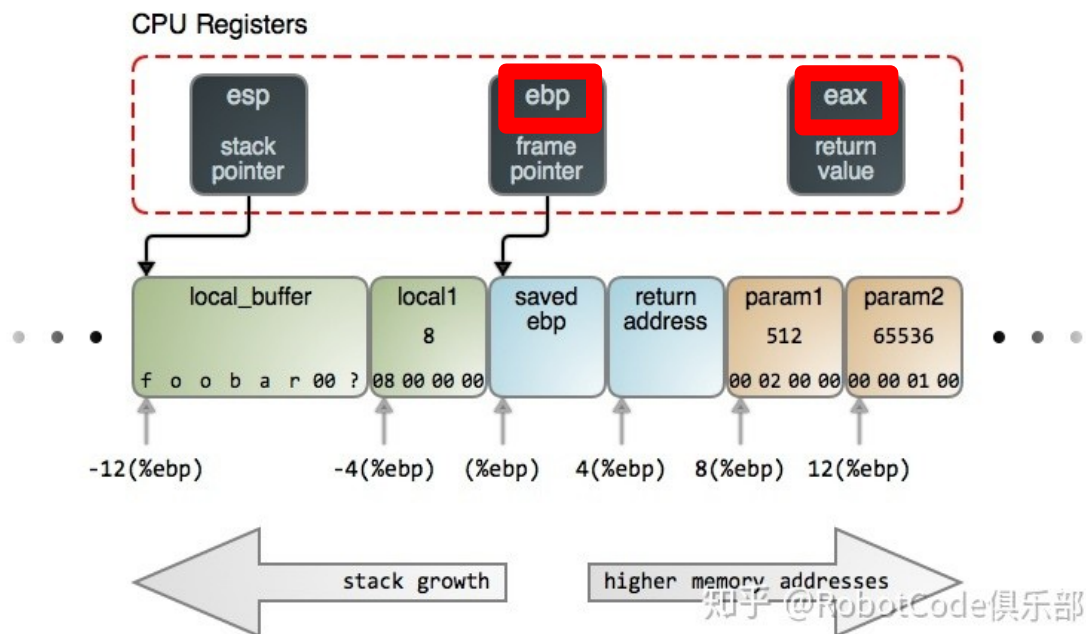 CPU Registers
esp
ebp
eax
stack
pointer
frame
pointer
return
value
local_buffer
local1
saved
ebp
return
address
param1
param2
8
512
65536
f o o b a r 00 ?
08 00 00 00
00 02 00 00
00 00 01 00
-12(%ebp)
-4(%ebp)
(%ebp)
4(%ebp)
8(%ebp)
12(%ebp)
stack growth
higher memory addresses
知乎 @RobotCode俱乐部